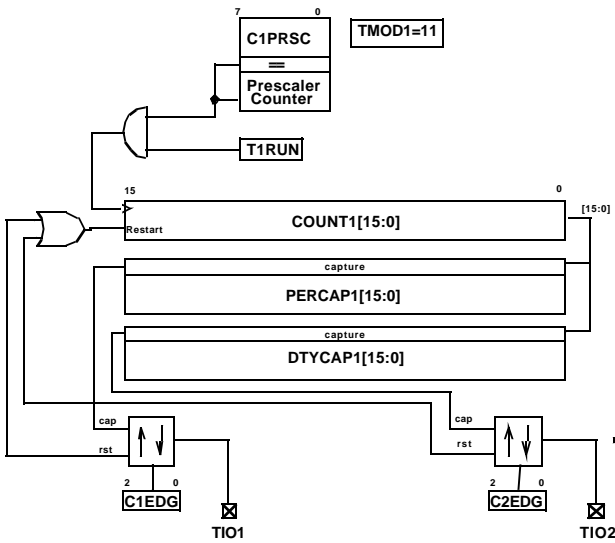 7 0
C1PRSC
TMOD1=11
=
Prescaler
Counter
T1RUN
15 0
[15:0]
COUNT1[15:0]
Restart
capture
PERCAP1[15:0]
capture
DTYCAP1[15:0]
cap
rst
cap
rst
2 0
C1EDG
2 0
C2EDG
TIO1
TIO2